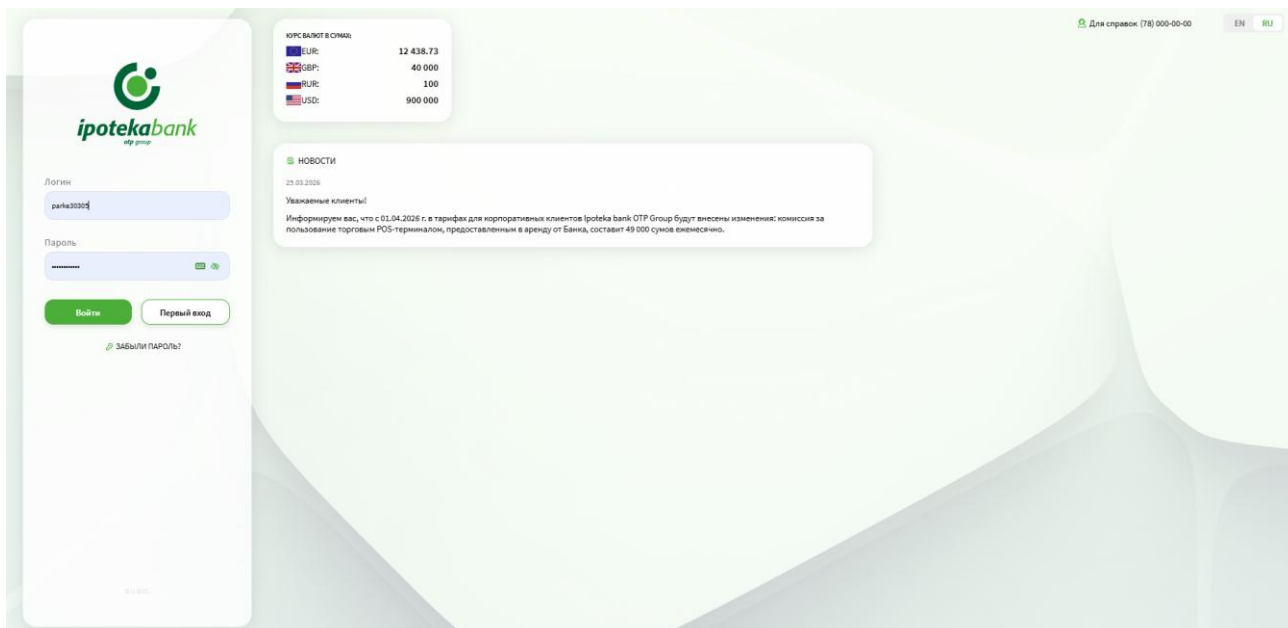 ipotekabank
otp group
Логин
parks30305
Пароль
Войти
Первый вход
ЗАБЫЛИ ПАРОЛЬ?
КУРС ВАЛЮТ В СУМАХ:
EUR: 12 438.73
GBP: 40 000
RUR: 100
USD: 900 000
НОВОСТИ
25.03.2026
Уважаемые клиенты!
Информируем вас, что с 01.04.2026 г. в тарифах для корпоративных клиентов Ipoteka bank OTP Group будут внесены изменения: комиссия за
пользование торговым POS-терминалом, предоставленным в аренду от Банка, составит 49 000 сумов ежемесячно.
Для справок (78) 000-00-00
EN RU